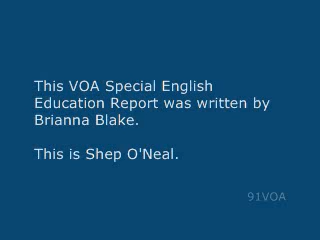 This VOA Special English
Education Report was written by
Brianna Blake.
This is Shep O'Neal.
91VOA